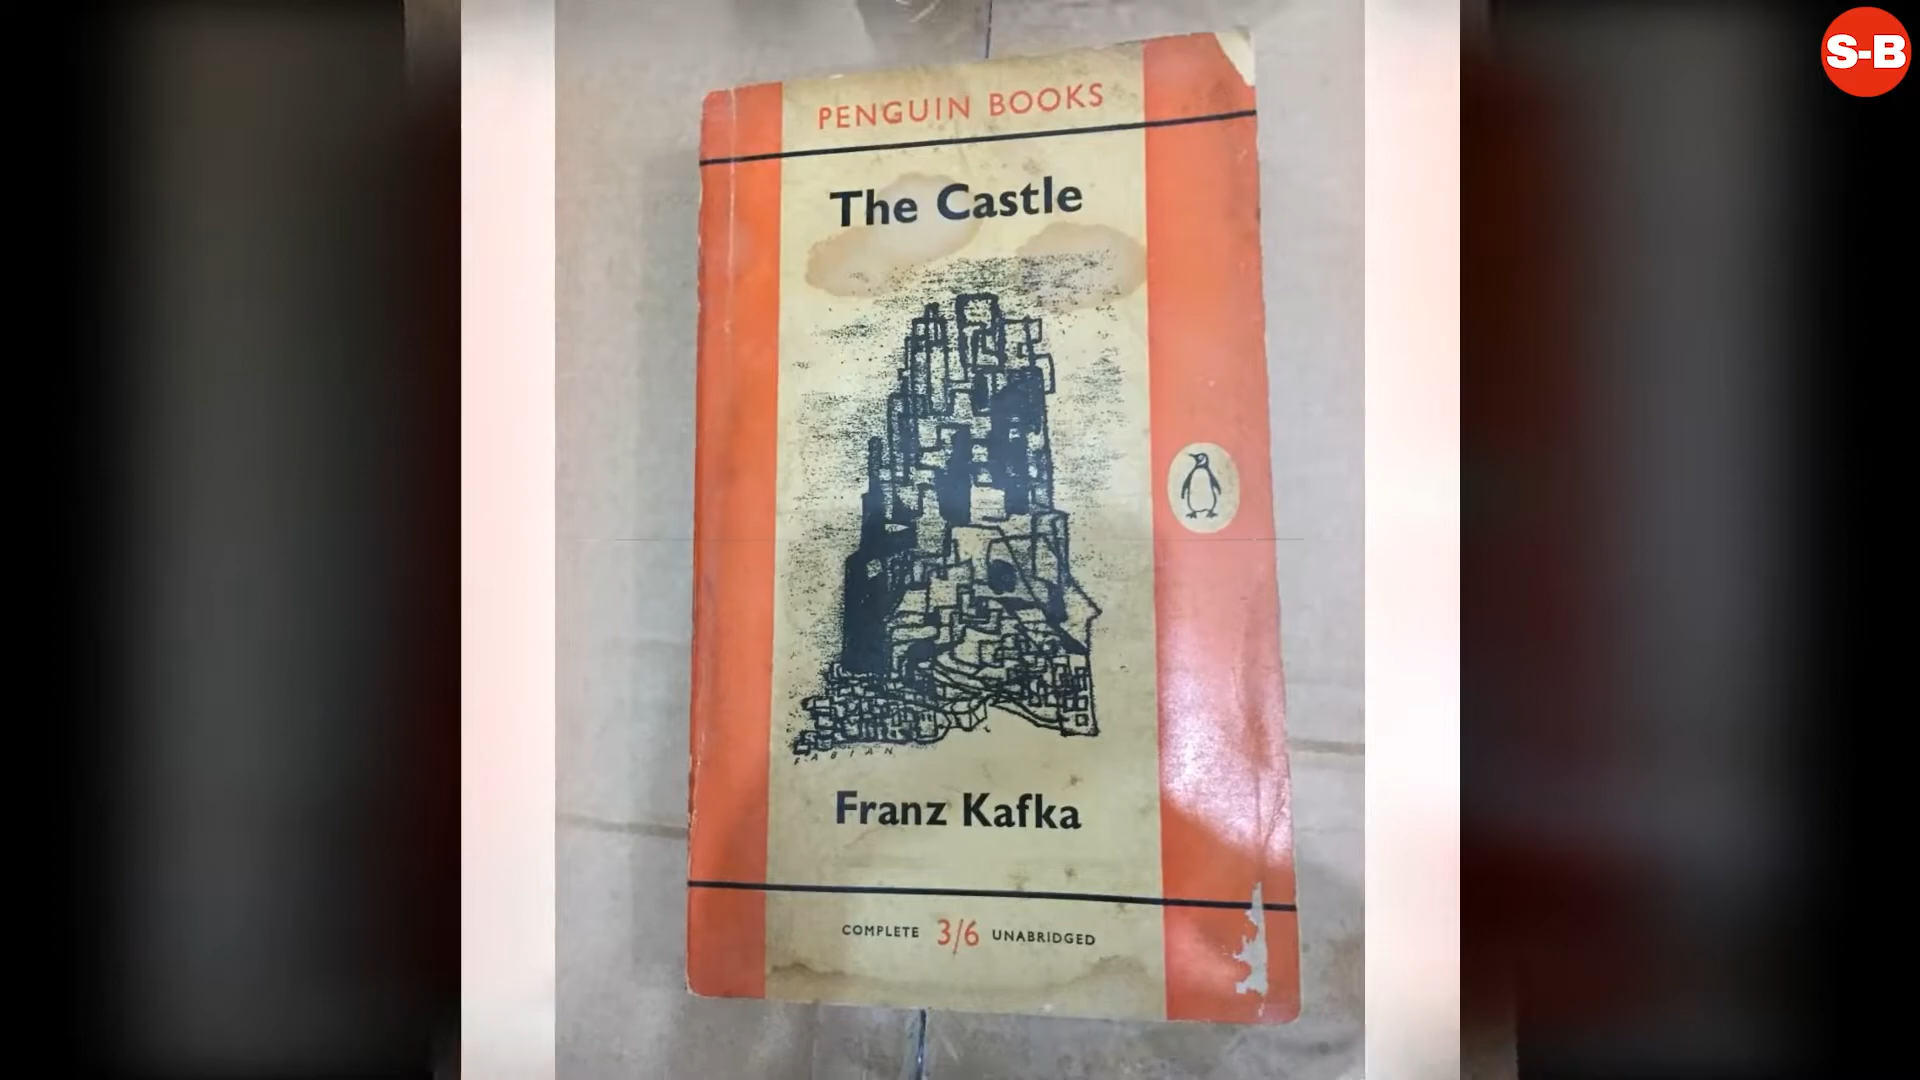 S-B
PENGUIN BOOKS
The Castle
FABIAN
Franz Kafka
COMPLETE 3/6 UNABRIDGED